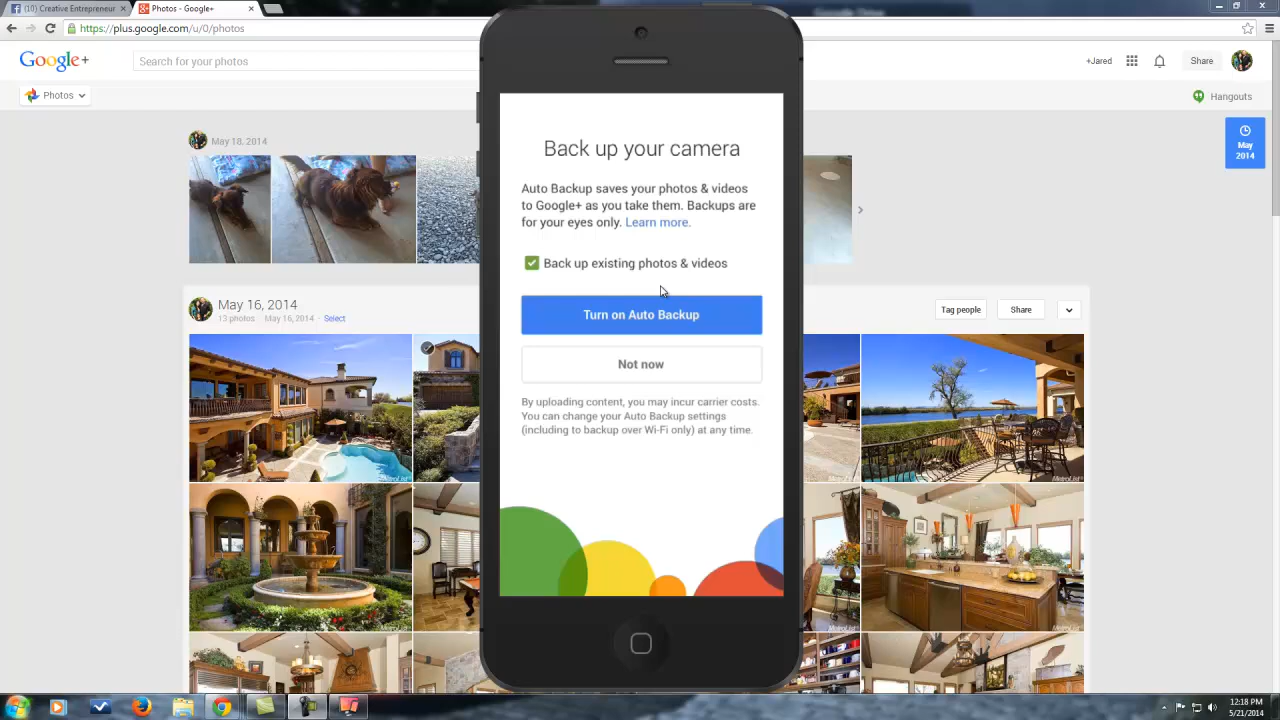 (10) Creative Entrepreneur
Photos - Google+
https://plus.google.com/u/0/photos
Google+
Search for your photos
+Jared
Share
Photos
Hangouts
May 18, 2014
May
2014
Back up your camera
Auto Backup saves your photos & videos
to Google+ as you take them. Backups are
for your eyes only. Learn more.
Back up existing photos & videos
Turn on Auto Backup
Not now
By uploading content, you may incur carrier costs.
You can change your Auto Backup settings
(including to backup over Wi-Fi only) at any time.
May 16, 2014
13 photos May 16, 2014 · Select
Tag people
Share
MetroList
MetroList
MetroList
MetroList
12:18 PM
5/21/2014